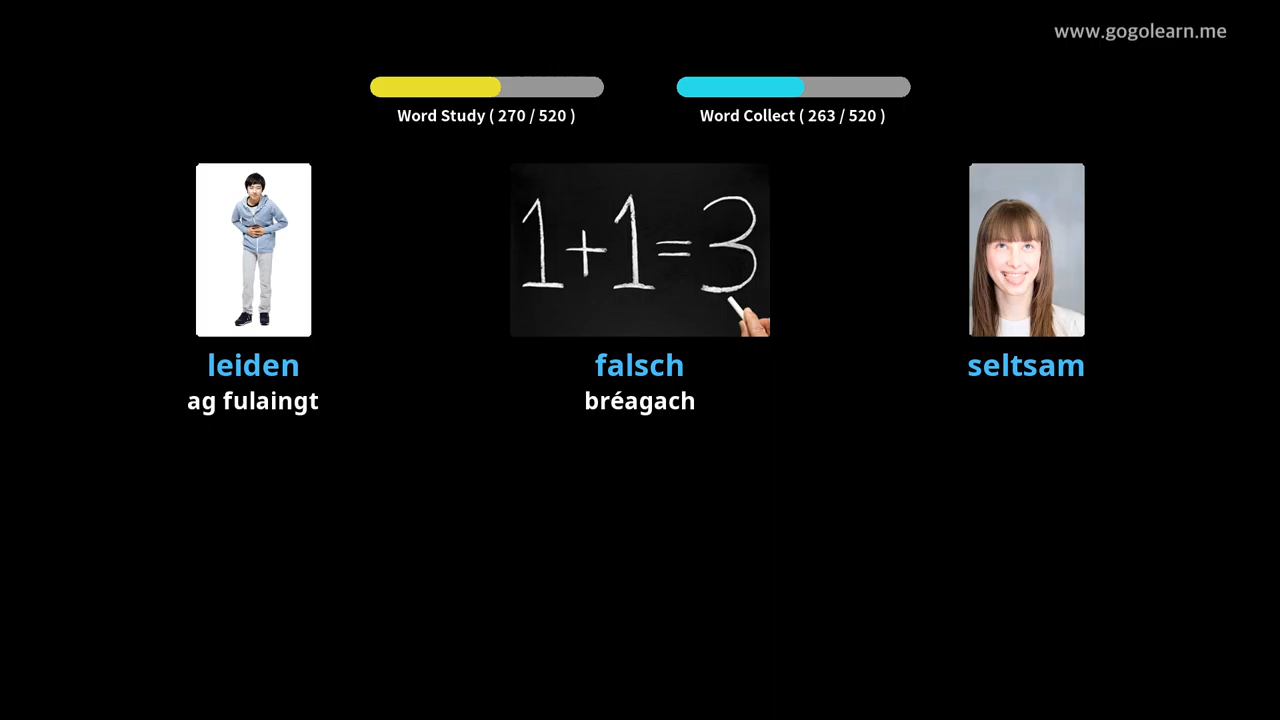 www.gogolearn.me
Word Study ( 270 / 520 )
Word Collect ( 263 / 520 )
1+1=3
leiden
falsch
seltsam
ag fulaingt
bréagach